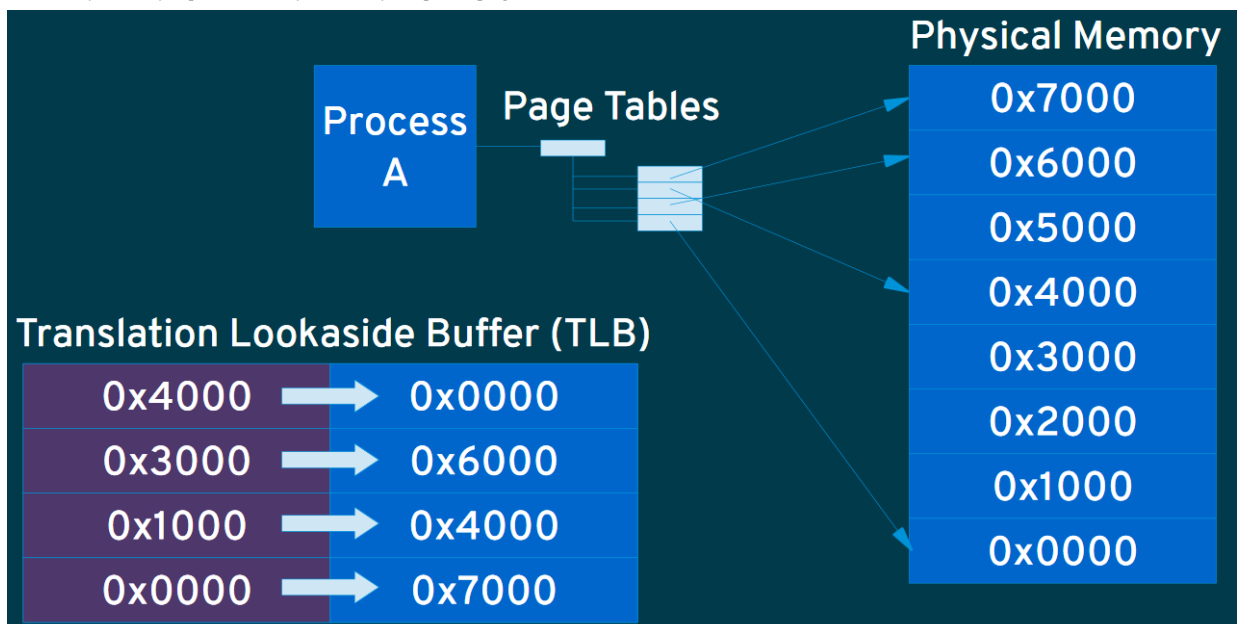 Physical Memory
Process
A
Page Tables
0x7000
0x6000
0x5000
0x4000
0x3000
0x2000
0x1000
0x0000
Translation Lookaside Buffer (TLB)
0x4000 0x0000
0x3000 0x6000
0x1000 0x4000
0x0000 0x7000